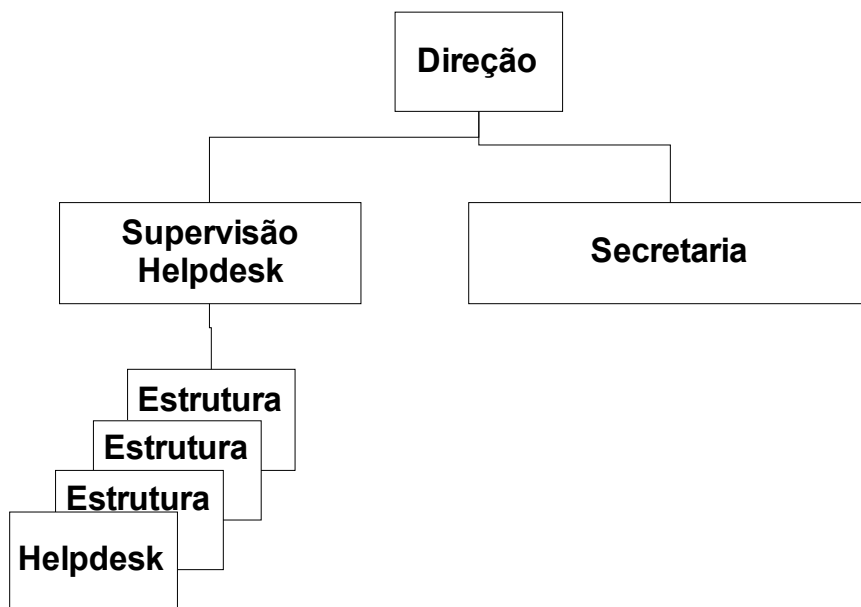 Direção
Supervisão
Helpdesk
Secretaria
Estrutura
Estrutura
Estrutura
Helpdesk